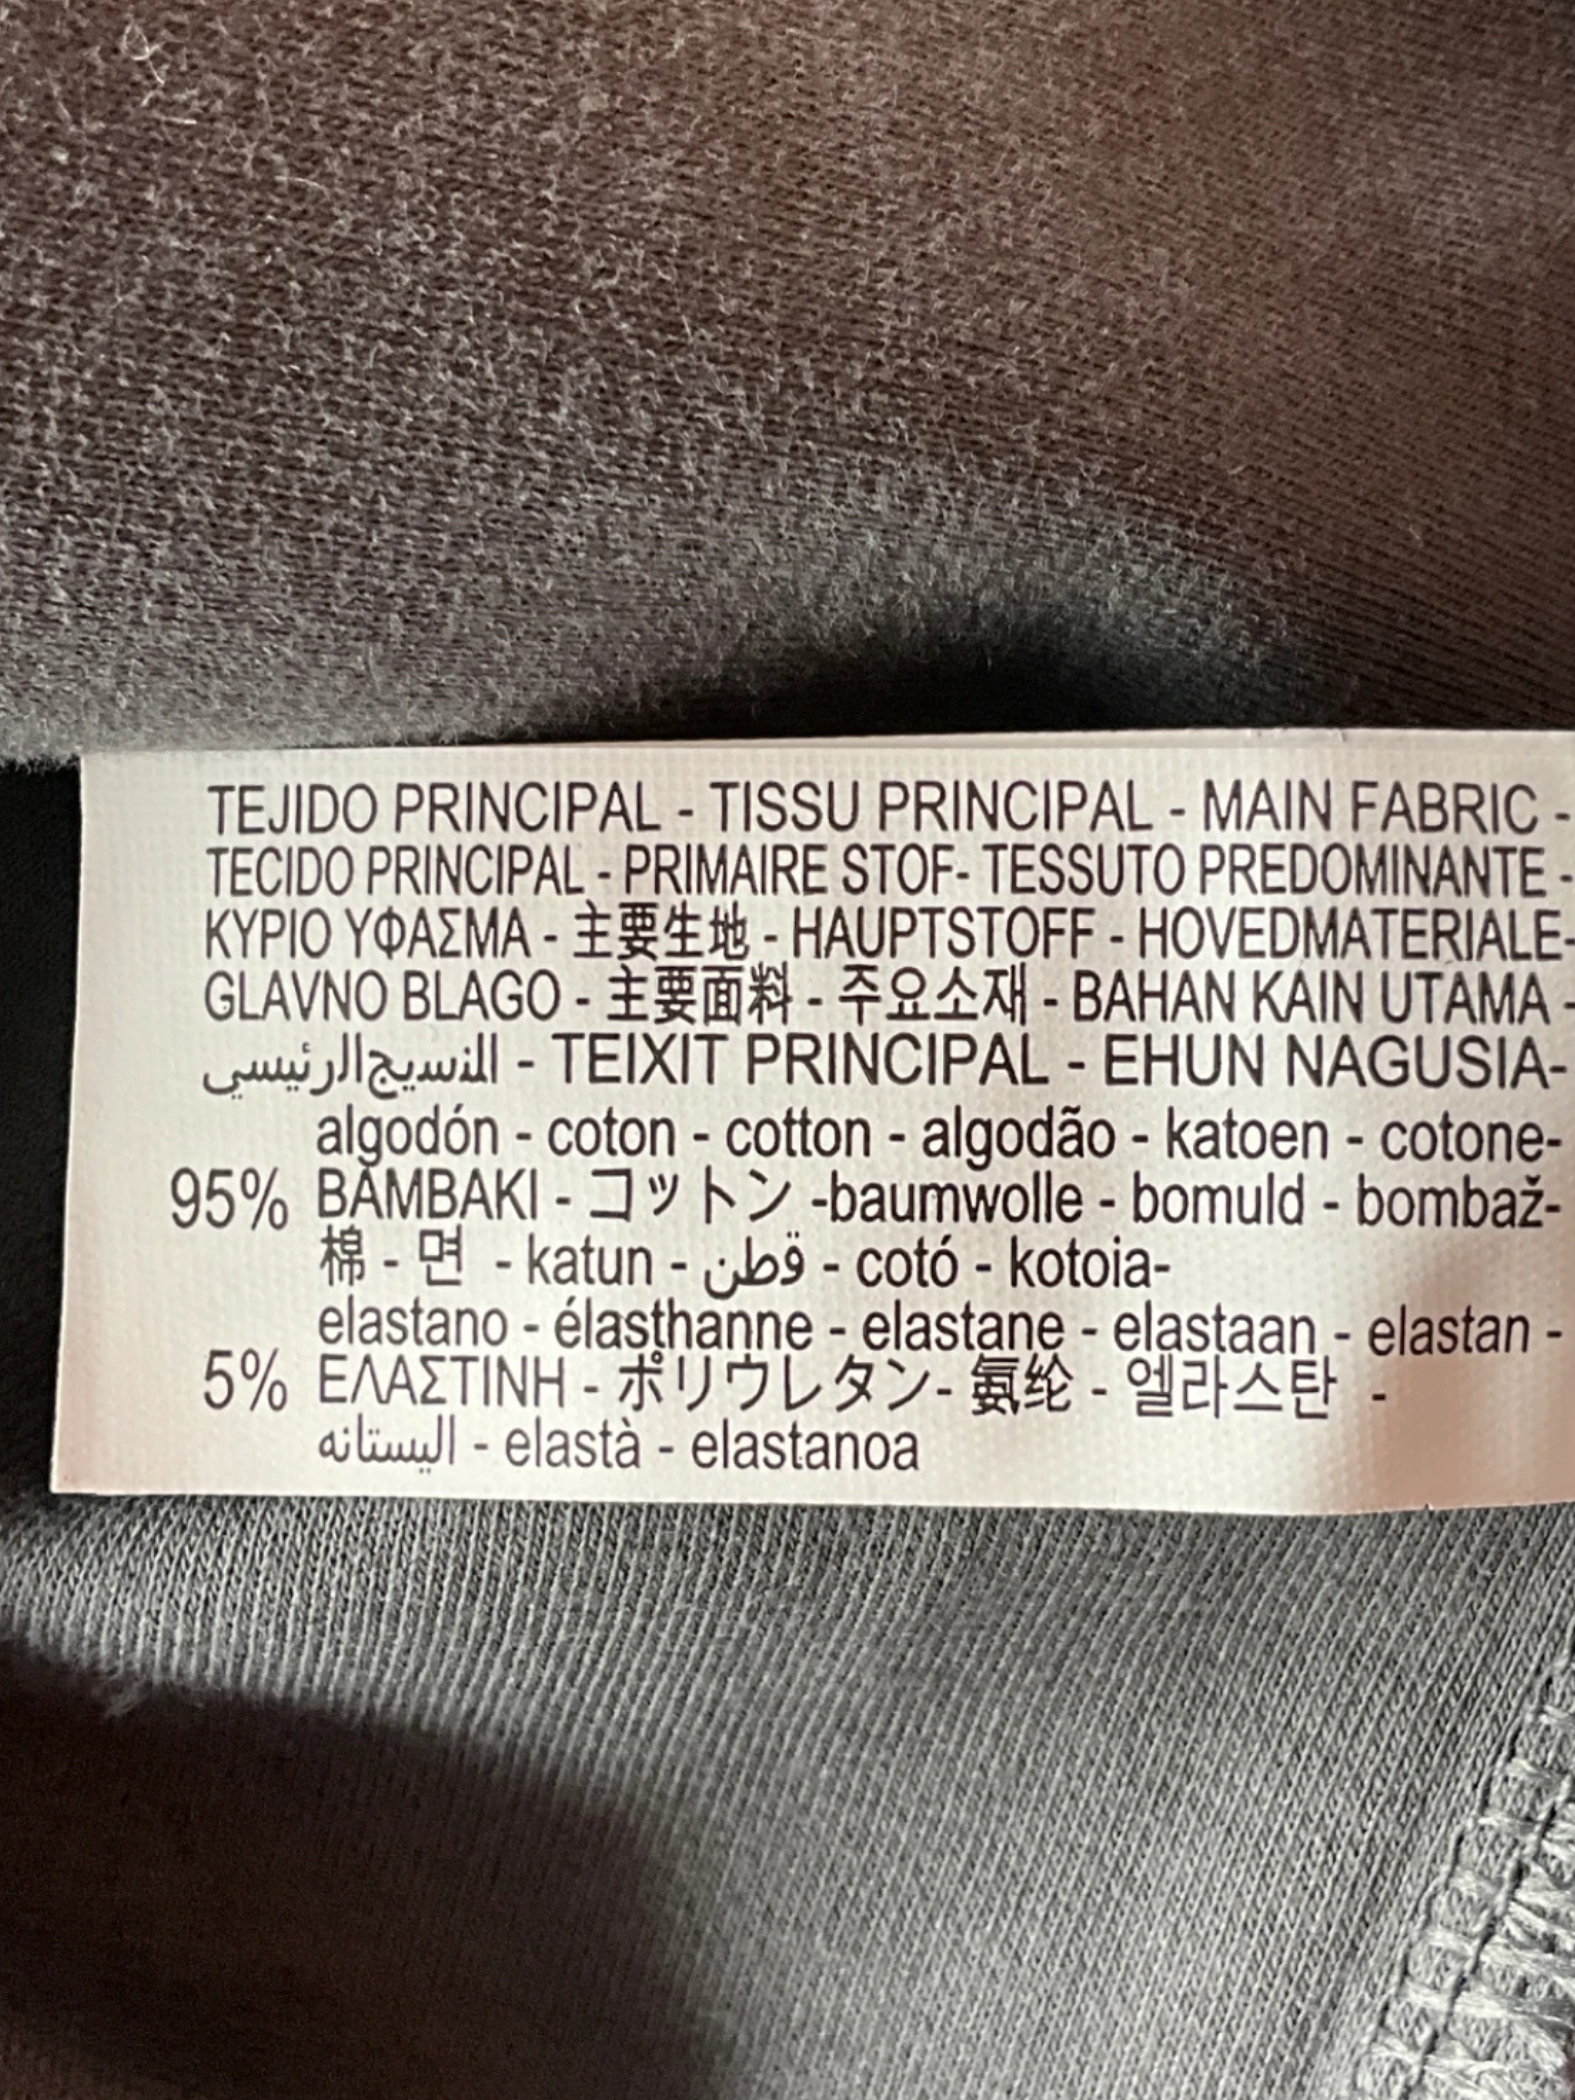 TEJIDO PRINCIPAL - TISSU PRINCIPAL - MAIN FABRIC -
TECIDO PRINCIPAL - PRIMAIRE STOF- TESSUTO PREDOMINANTE -
ΚΥΡΙΟ ΥΦΑΣΜΑ - 主要生地 - HAUPTSTOFF - HOVEDMATERIALE-
GLAVNO BLAGO - 主要面料 - 주요소재 - BAHAN KAIN UTAMA -
النسيج الرئيسي - TEIXIT PRINCIPAL - EHUN NAGUSIA-
algodón - coton - cotton - algodão - katoen - cotone-
95% ΒΑΜΒΑΚΙ - コットン -baumwolle - bomuld - bombaž-
棉 - 면 - katun - قطن - cotó - kotoia-
elastano - élasthanne - elastane - elastaan - elastan -
5% ΕΛΑΣΤΙΝΗ - ポリウレタン- 氨纶 - 엘라스탄 -
اليستانه - elastà - elastanoa